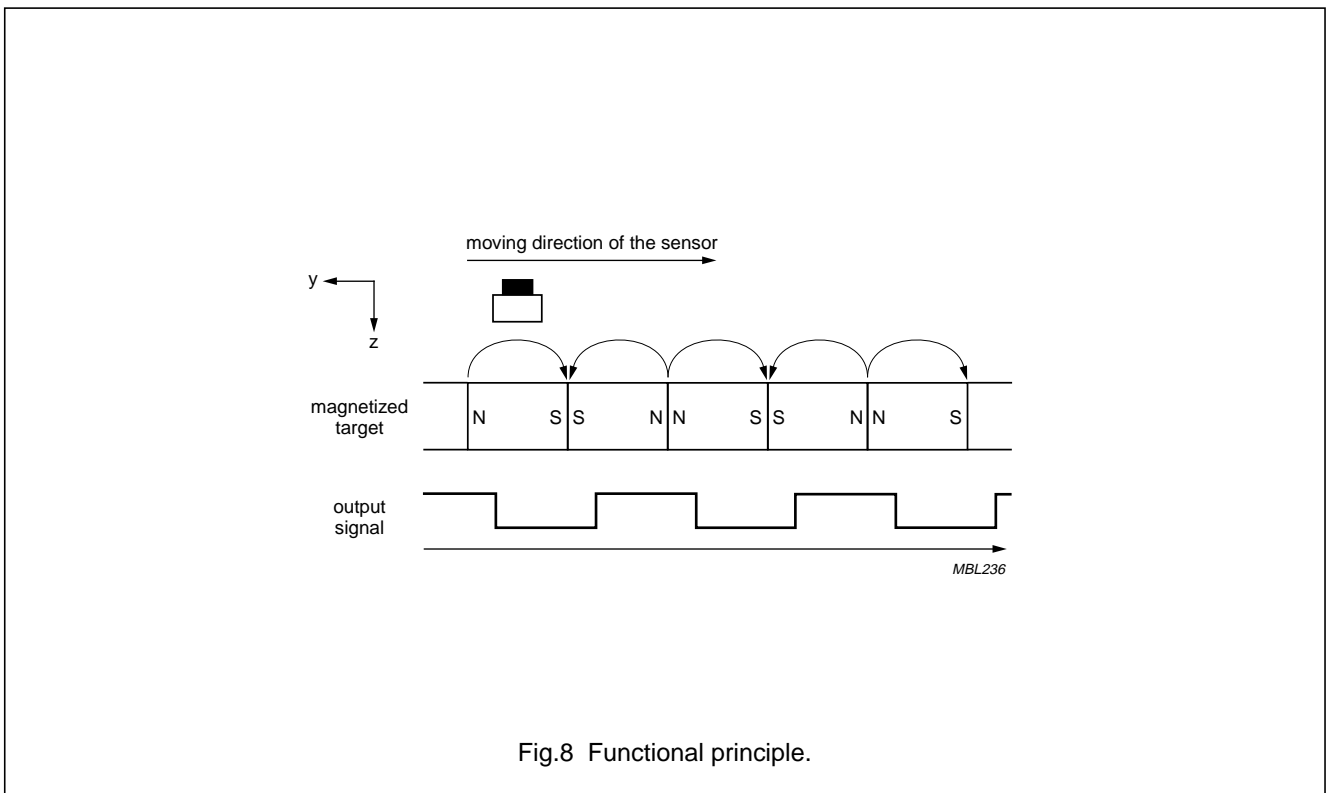 moving direction of the sensor
y
z
magnetized
target
N S S N N S S N N S
output
signal
MBL236
Fig.8 Functional principle.